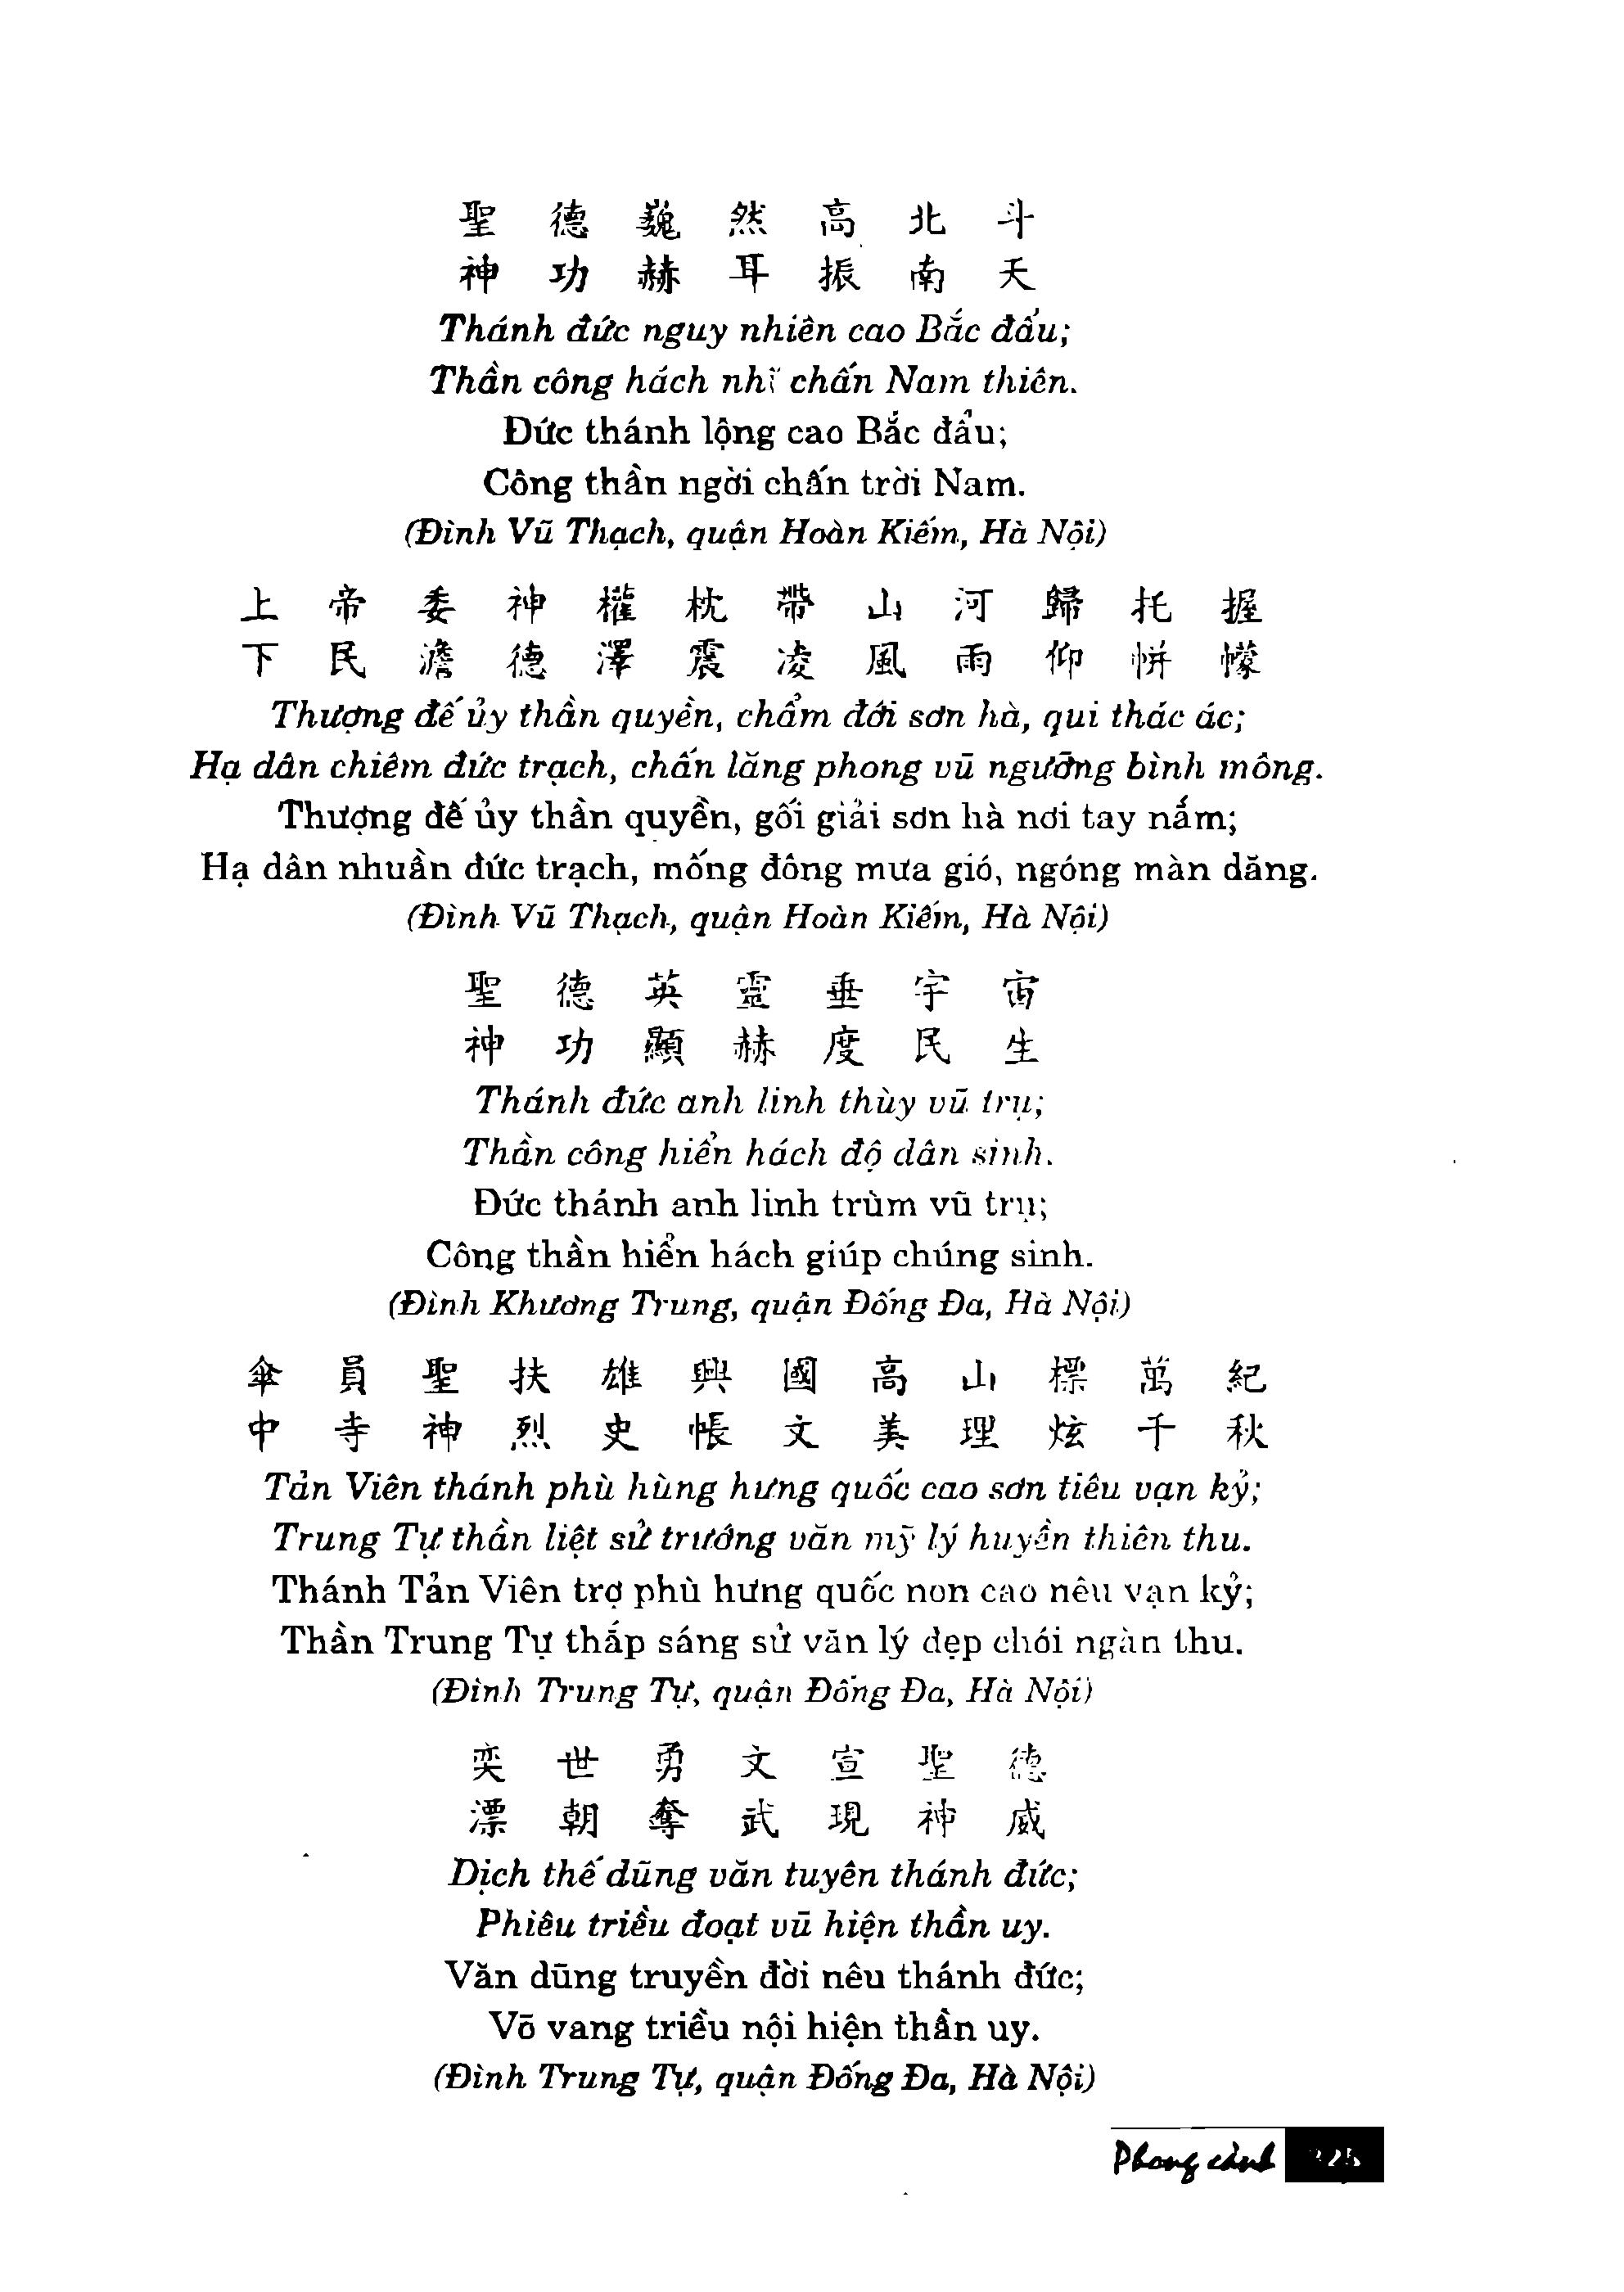 聖 德 巍 然 高 北 斗
神 功 赫 耳 振 南 天
Thánh đức nguy nhiên cao Bắc đẩu;
Thần công hách nhĩ chấn Nam thiên.
Đức thánh lộng cao Bắc đẩu;
Công thần ngời chấn trời Nam.
(Đình Vũ Thạch, quận Hoàn Kiếm, Hà Nội)
上 帝 委 神 權 枕 帶 山 河 歸 托 握
下 民 澹 德 澤 震 凌 風 雨 仰 帡 幪
Thượng đế ủy thần quyền, chẩm đới sơn hà, qui thác ác;
Hạ dân chiêm đức trạch, chấn lăng phong vũ ngưỡng bình mông.
Thượng đế ủy thần quyền, gối giải sơn hà nơi tay nắm;
Hạ dân nhuần đức trạch, mống đông mưa gió, ngóng màn dăng.
(Đình Vũ Thạch, quận Hoàn Kiếm, Hà Nội)
聖 德 英 靈 垂 宇 宙
神 功 顯 赫 度 民 生
Thánh đức anh linh thùy vũ trụ;
Thần công hiển hách độ dân sinh.
Đức thánh anh linh trùm vũ trụ;
Công thần hiển hách giúp chúng sinh.
(Đình Khương Trung, quận Đống Đa, Hà Nội)
傘 員 聖 扶 雄 興 國 高 山 標 萬 紀
中 寺 神 烈 史 帳 文 美 理 炫 千 秋
Tản Viên thánh phù hùng hưng quốc cao sơn tiêu vạn kỷ;
Trung Tự thần liệt sử trướng văn mỹ lý huyền thiên thu.
Thánh Tản Viên trợ phù hưng quốc non cao nêu vạn kỷ;
Thần Trung Tự thắp sáng sử văn lý đẹp chói ngàn thu.
(Đình Trung Tự, quận Đống Đa, Hà Nội)
奕 世 勇 文 宣 聖 德
漂 朝 奪 武 現 神 威
Dịch thế dũng văn tuyên thánh đức;
Phiêu triều đoạt vũ hiện thần uy.
Văn dũng truyền đời nêu thánh đức;
Võ vang triều nội hiện thần uy.
(Đình Trung Tự, quận Đống Đa, Hà Nội)
Phong cảnh